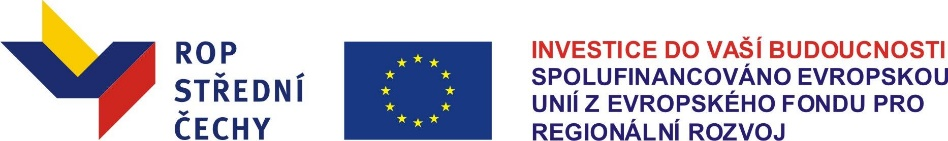 ROP
STŘEDNÍ
ČECHY
INVESTICE DO VAŠÍ BUDOUCNOSTI
SPOLUFINANCOVÁNO EVROPSKOU
UNIÍ Z EVROPSKÉHO FONDU PRO
REGIONÁLNÍ ROZVOJ